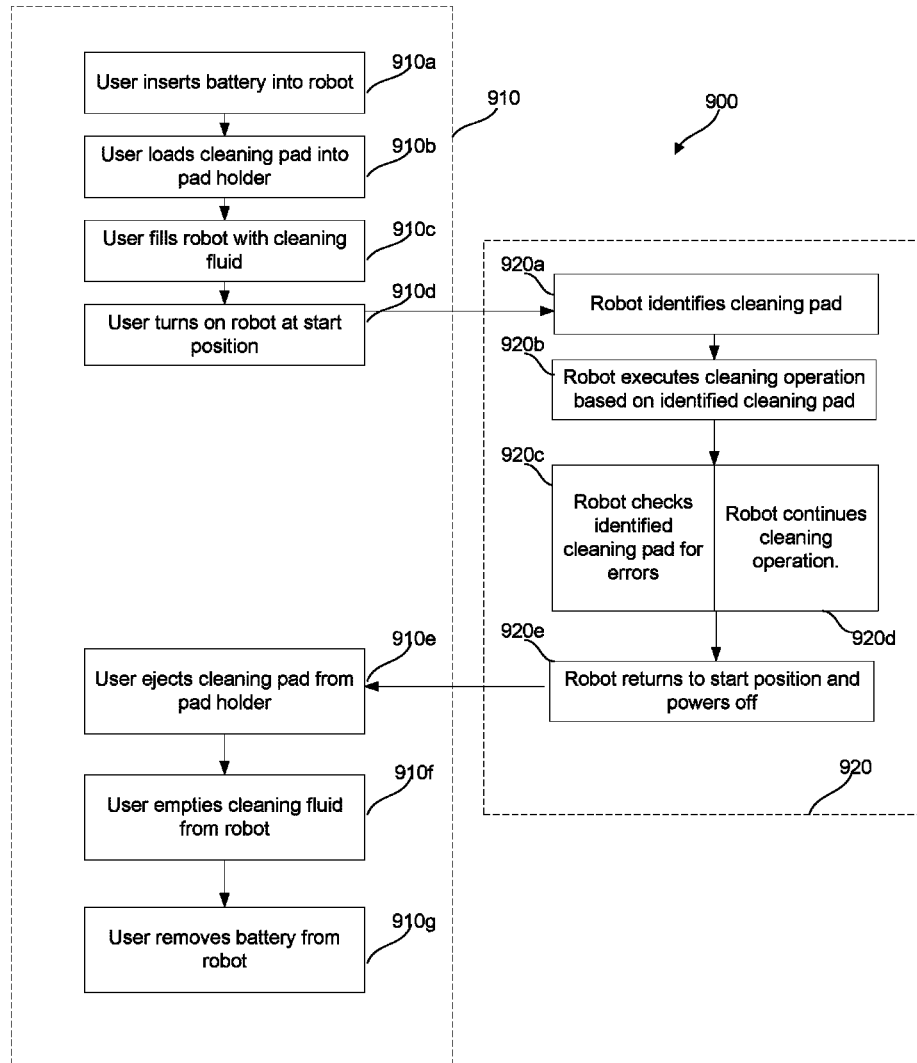 910a
User inserts battery into robot
910
900
910b
User loads cleaning pad into
pad holder
910c
User fills robot with cleaning
fluid
910d
User turns on robot at start
position
920a
Robot identifies cleaning pad
920b
Robot executes cleaning operation
based on identified cleaning pad
920c
Robot checks
identified
cleaning pad for
errors
Robot continues
cleaning
operation.
920d
920e
Robot returns to start position and
powers off
920
910e
User ejects cleaning pad from
pad holder
910f
User empties cleaning fluid
from robot
910g
User removes battery from
robot